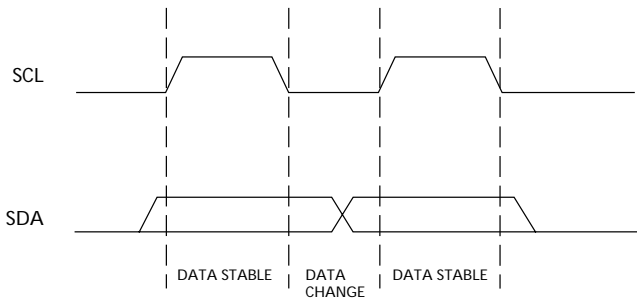 SCL
SDA
DATA STABLE
DATA
CHANGE
DATA STABLE